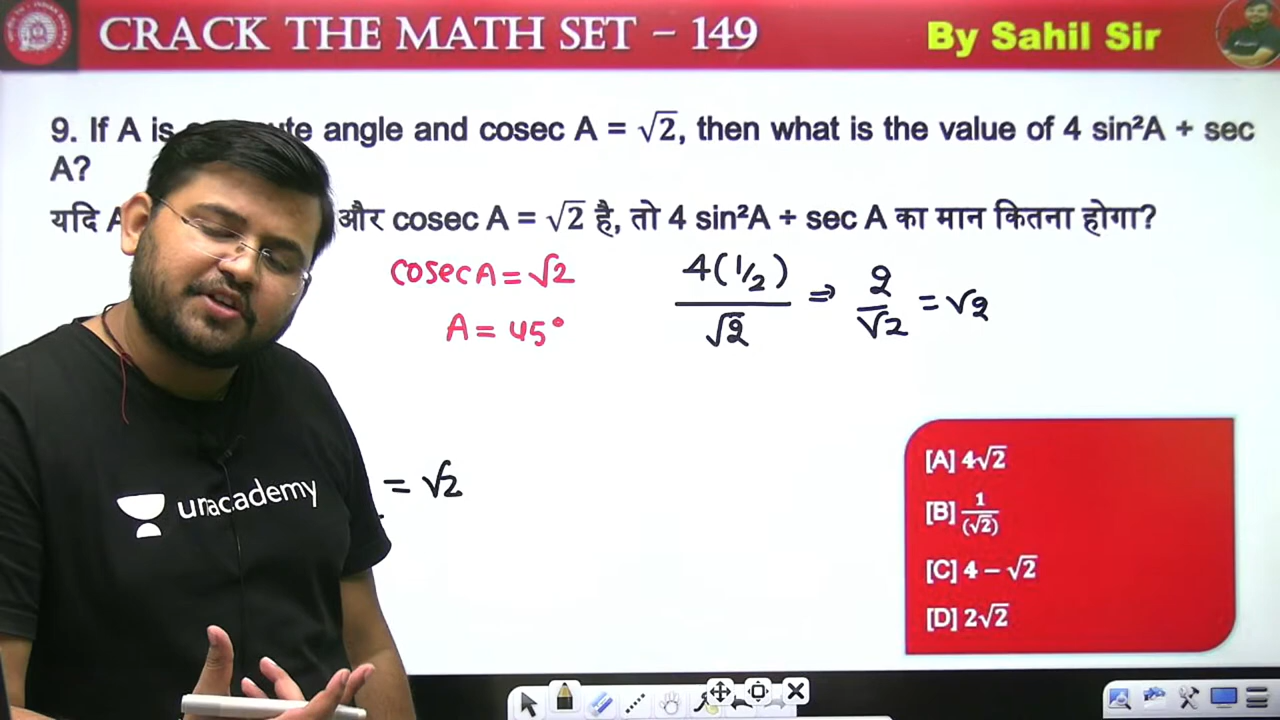 CRACK THE MATH SET – 149
By Sahil Sir
9. If A is angle and cosec A = √2, then what is the value of 4 sin²A + sec
A?
यदि A और cosec A = √2 है, तो 4 sin²A + sec A का मान कितना होगा?
cosec A = √2
A = 45°
4(1/2)/√2 ⇒ 2/√2 = √2
= √2
unacademy
[A] 4√2
[B] 1/(√2)
[C] 4 – √2
[D] 2√2